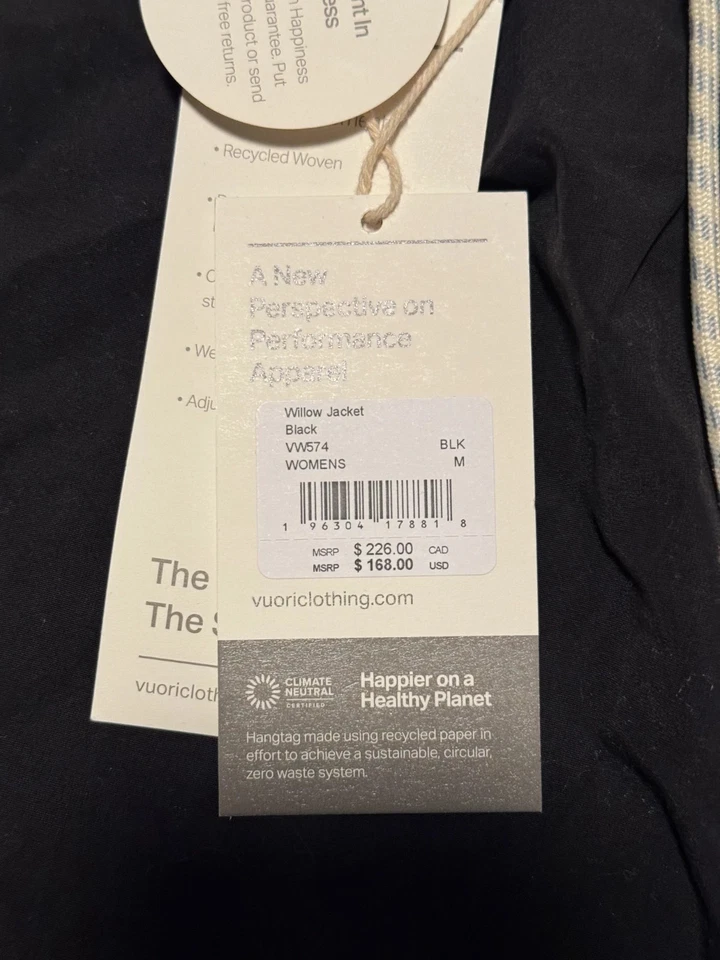 nt In
ess
n Happiness
arantee. Put
roduct or send
free returns.
• Recycled Woven
• C
st
• We
• Adju
The
The S
vuoricloth
A New
Perspective on
Performance
Apparel
Willow Jacket
Black
VW574 BLK
WOMENS M
1 96304 17881 8
MSRP $ 226.00 CAD
MSRP $ 168.00 USD
vuoriclothing.com
CLIMATE
NEUTRAL
CERTIFIED
Happier on a
Healthy Planet
Hangtag made using recycled paper in
effort to achieve a sustainable, circular,
zero waste system.